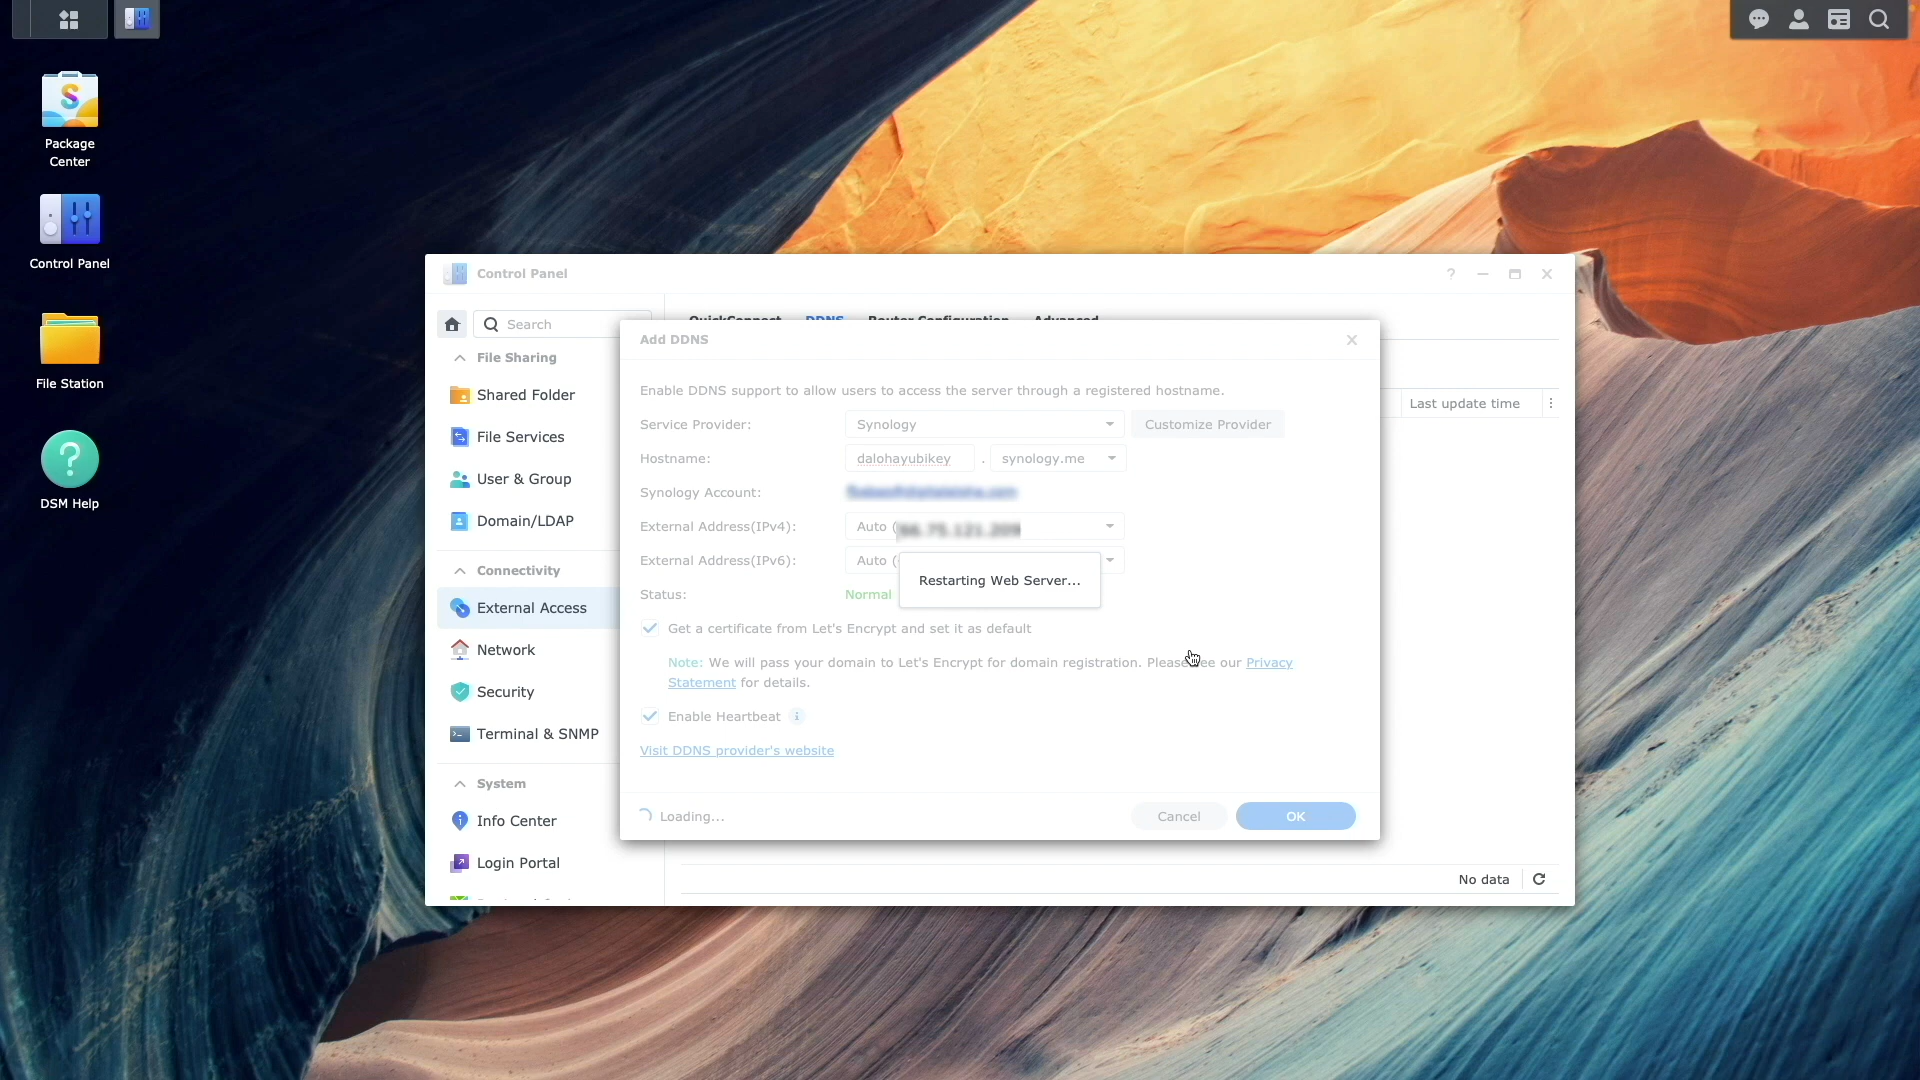 Package
Center
Control Panel
File Station
DSM Help
Control Panel
Search
QuickConnect DDNS Router Configuration Advanced
File Sharing
Shared Folder
File Services
User & Group
Domain/LDAP
Connectivity
External Access
Network
Security
Terminal & SNMP
System
Info Center
Login Portal
Last update time
No data
Add DDNS
Enable DDNS support to allow users to access the server through a registered hostname.
Service Provider: Synology Customize Provider
Hostname: dalohayubikey . synology.me
Synology Account:
External Address(IPv4): Auto (
External Address(IPv6): Auto (
Restarting Web Server...
Status: Normal
Get a certificate from Let's Encrypt and set it as default
Note: We will pass your domain to Let's Encrypt for domain registration. Please see our Privacy
Statement for details.
Enable Heartbeat
Visit DDNS provider's website
Loading... Cancel OK